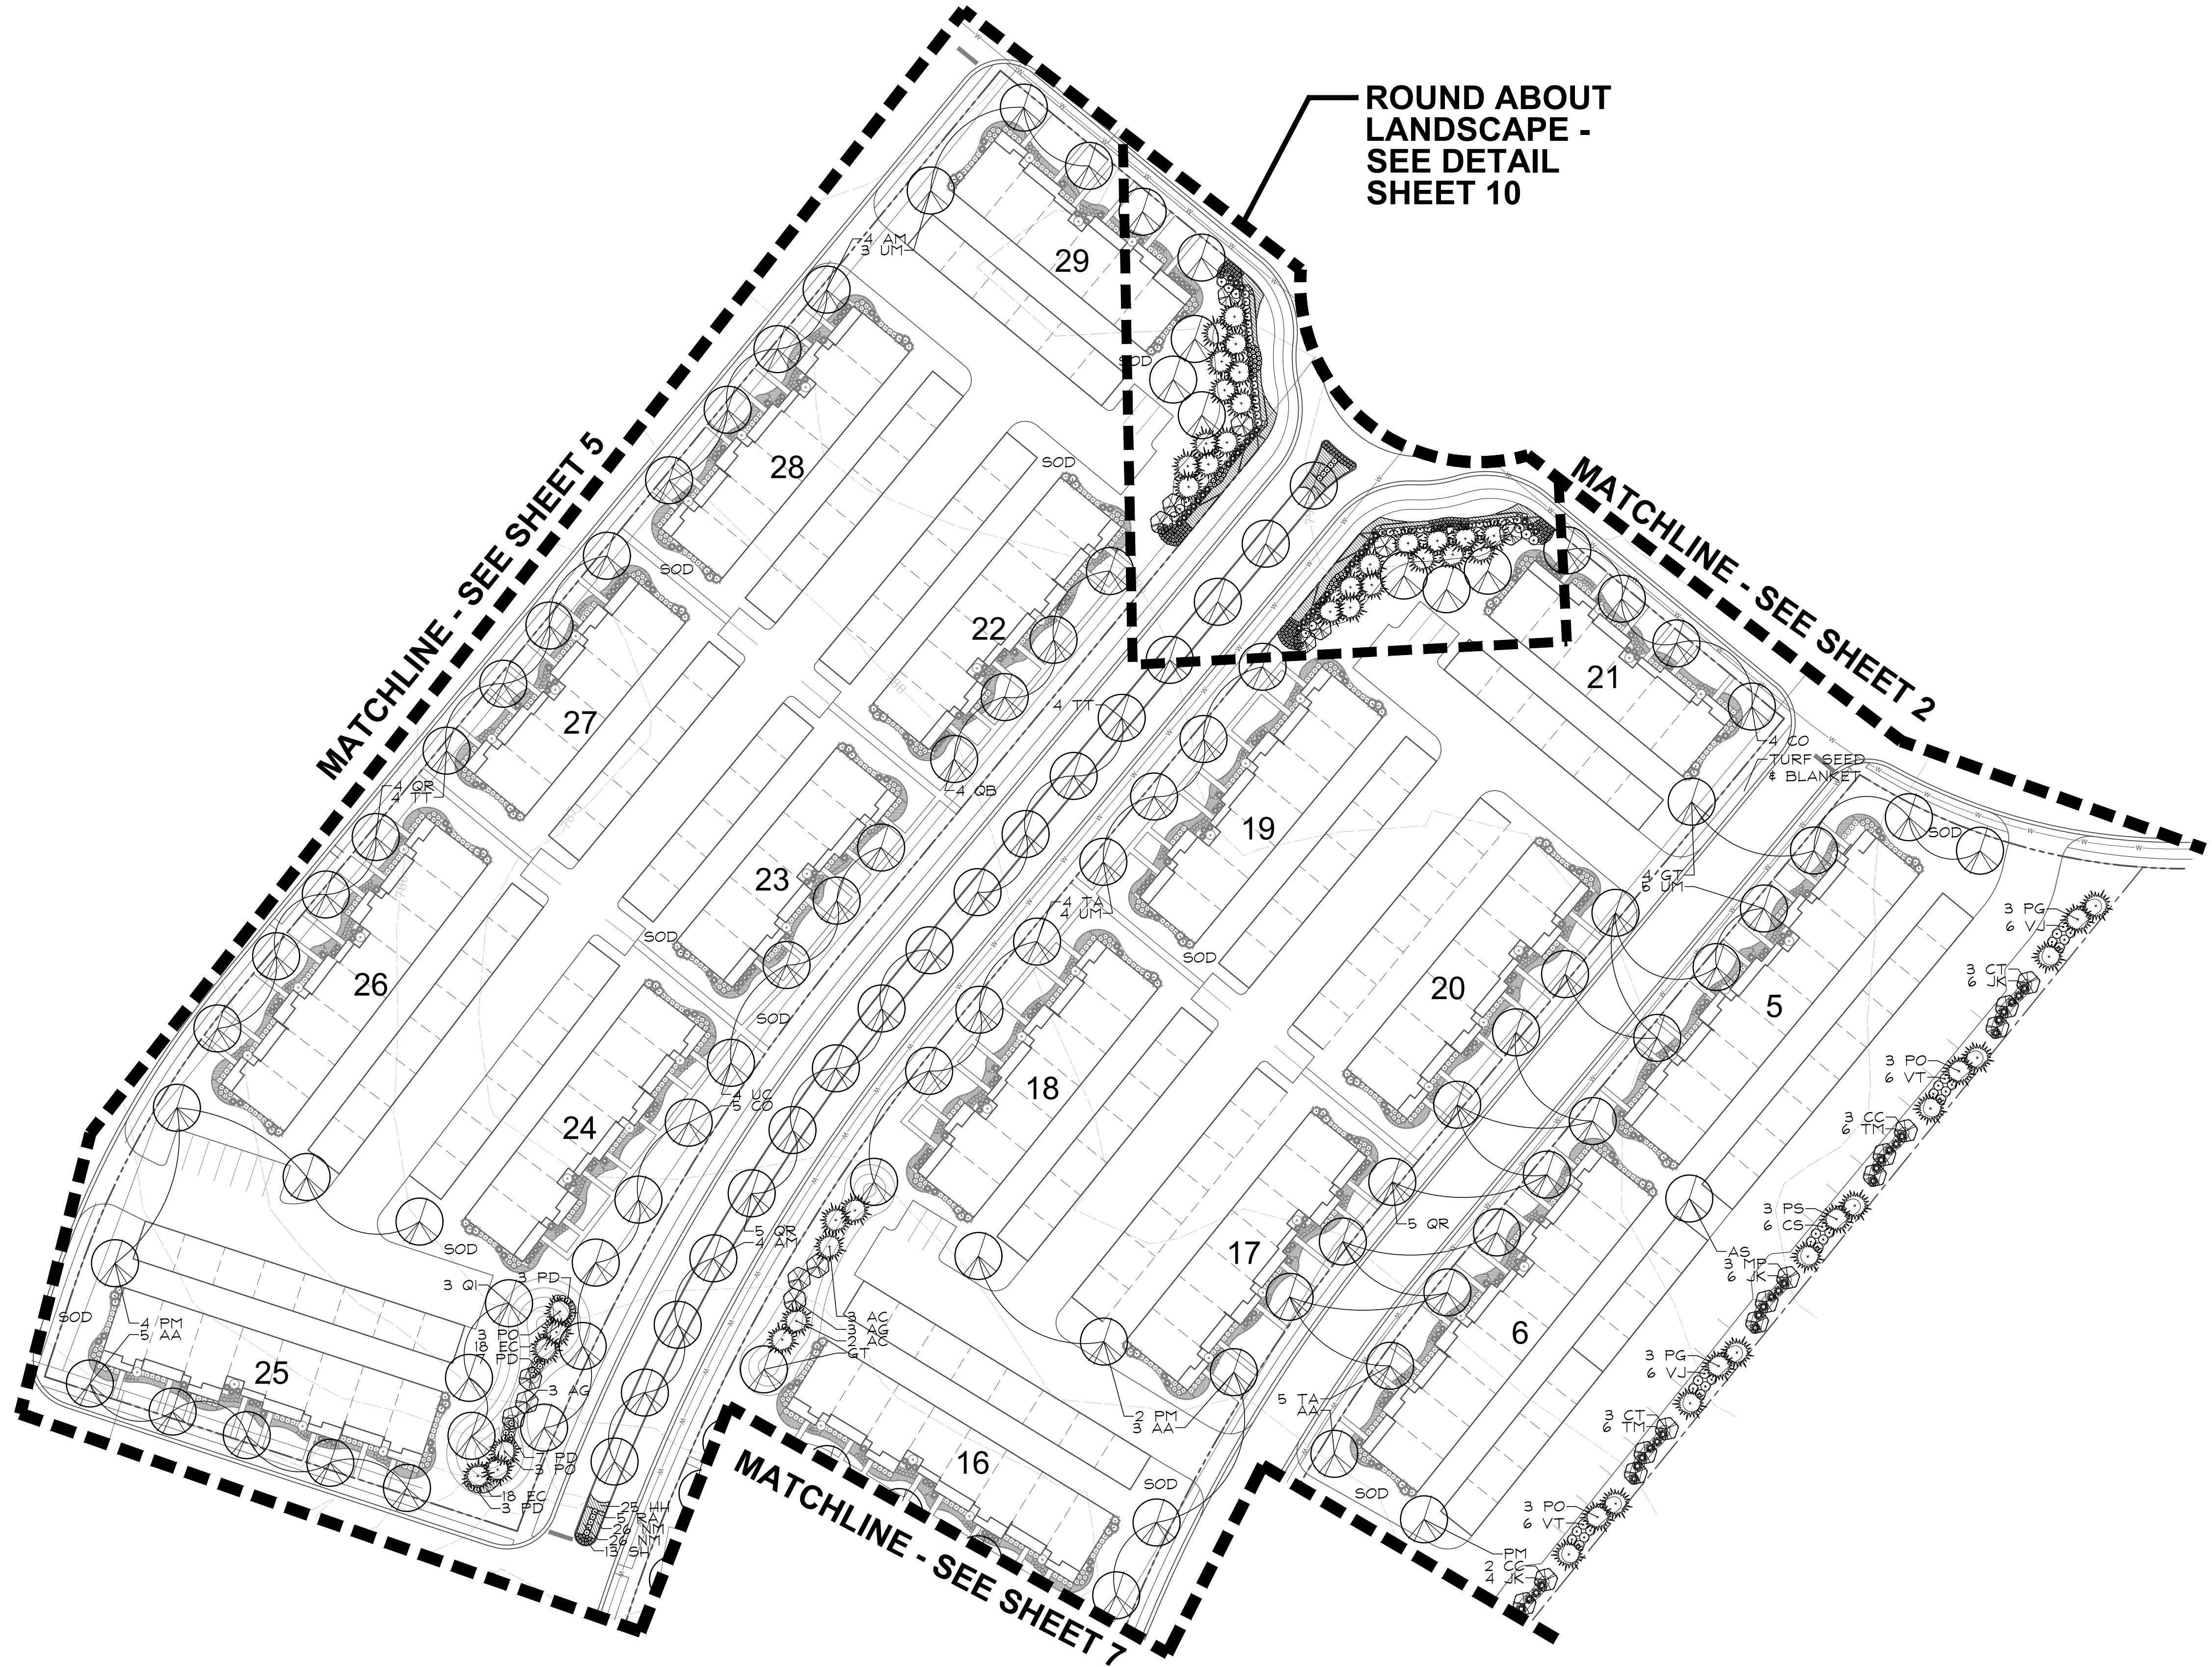 ROUND ABOUT
LANDSCAPE -
SEE DETAIL
SHEET 10
4 AM
3 UM
29
SOD
28
SOD
MATCHLINE - SEE SHEET 5
MATCHLINE - SEE SHEET 2
SOD
22
21
27
4 TT
4 CO
TURF SEED
& BLANKET
4 QR
4 TT
4 QB
19
SOD
23
4 GT
5 UM
4 TA
4 UM
3 PG
6 VJ
SOD
SOD
26
20
5
3 CT
6 JK
SOD
3 PO
6 VT
18
4 UC
5 CO
24
3 CC
6 TM
3 PS
6 CS
5 QR
5 QR
4 AM
SOD
17
AS
3 MP
6 JK
3 QI
3 PD
SOD
4 PM
5 AA
3 PO
18 EC
7 PD
3 AC
3 AG
2 AC
GT
6
25
3 AG
3 PG
6 VJ
5 TA
AA
2 PM
3 AA
3 CT
6 TM
7 PD
3 PO
16
18 EC
3 PD
SOD
SOD
25 HH
5 RA
26 NM
26 NM
13 SH
3 PO
6 VT
MATCHLINE - SEE SHEET 7
PM
2 CC
4 JK